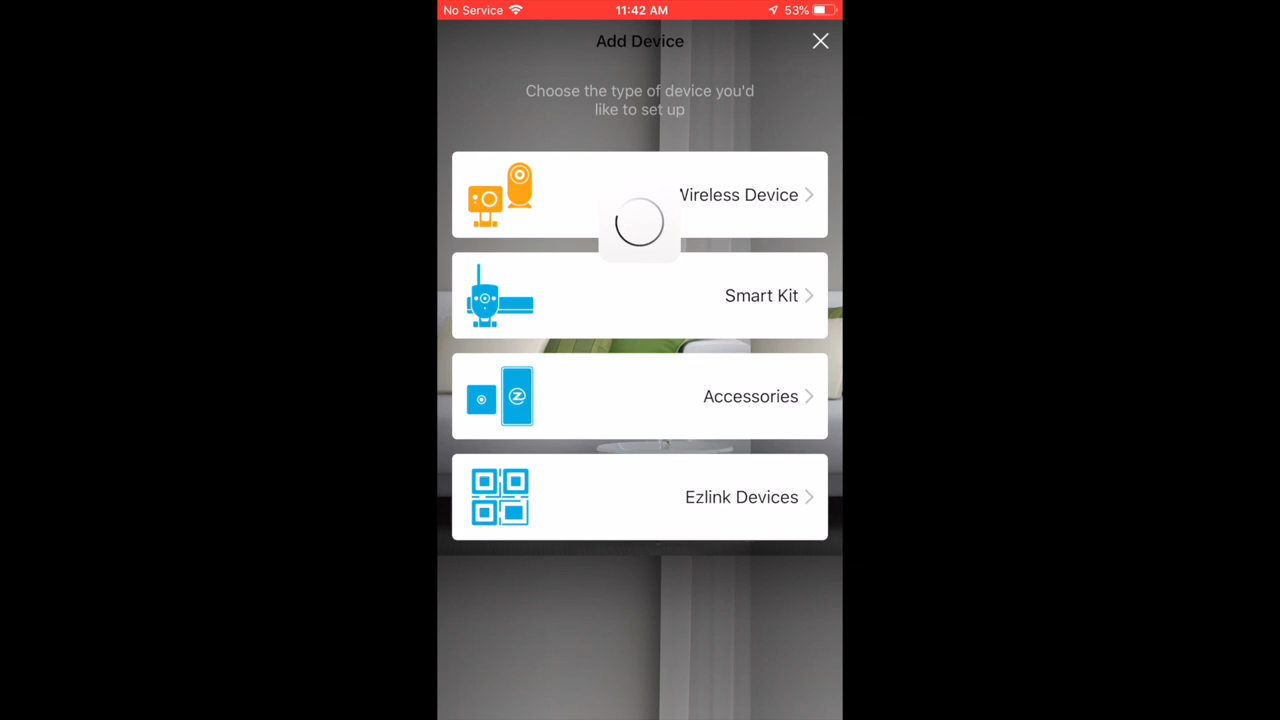 No Service 11:42 AM 53%
Add Device
Choose the type of device you'd
like to set up
Wireless Device
Smart Kit
Accessories
Ezlink Devices